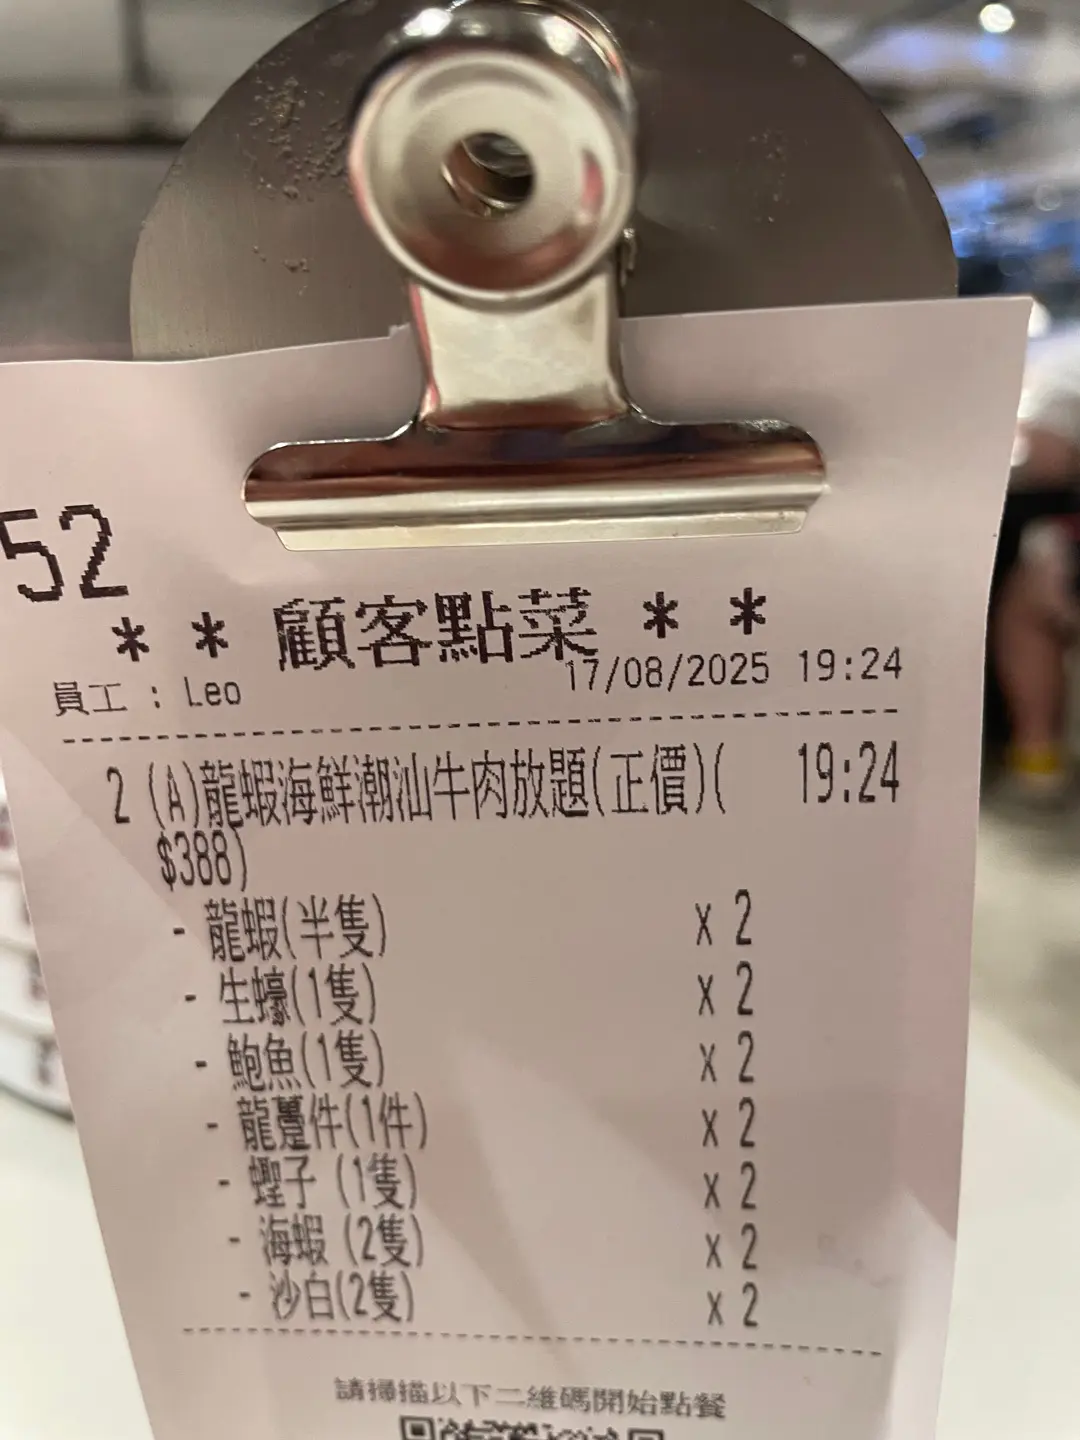 52
* * 顧客點菜 * *
員工 : Leo 17/08/2025 19:24
2 (A)龍蝦海鮮潮汕牛肉放題(正價)( 19:24
$388)
- 龍蝦(半隻) x 2
- 生蠔(1隻) x 2
- 鮑魚(1隻) x 2
- 龍躉件(1件) x 2
- 蟶子 (1隻) x 2
- 海蝦 (2隻) x 2
- 沙白(2隻) x 2
請掃描以下二維碼開始點餐